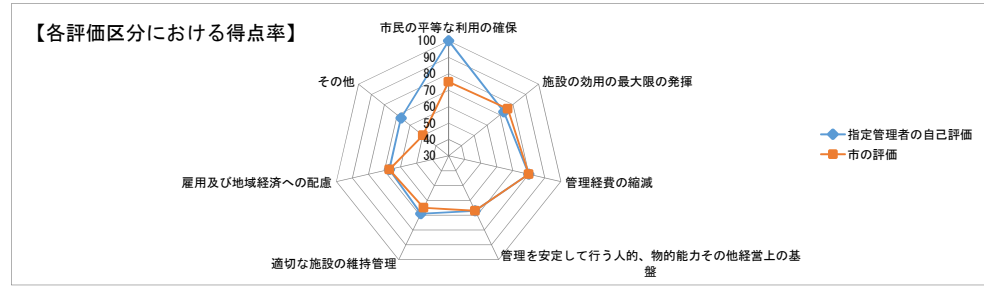 【各評価区分における得点率】
市民の平等な利用の確保
施設の効用の最大限の発揮
管理経費の縮減
管理を安定して行う人的、物的能力その他経営上の基
盤
適切な施設の維持管理
雇用及び地域経済への配慮
その他
100
90
80
70
60
50
40
30
指定管理者の自己評価
市の評価